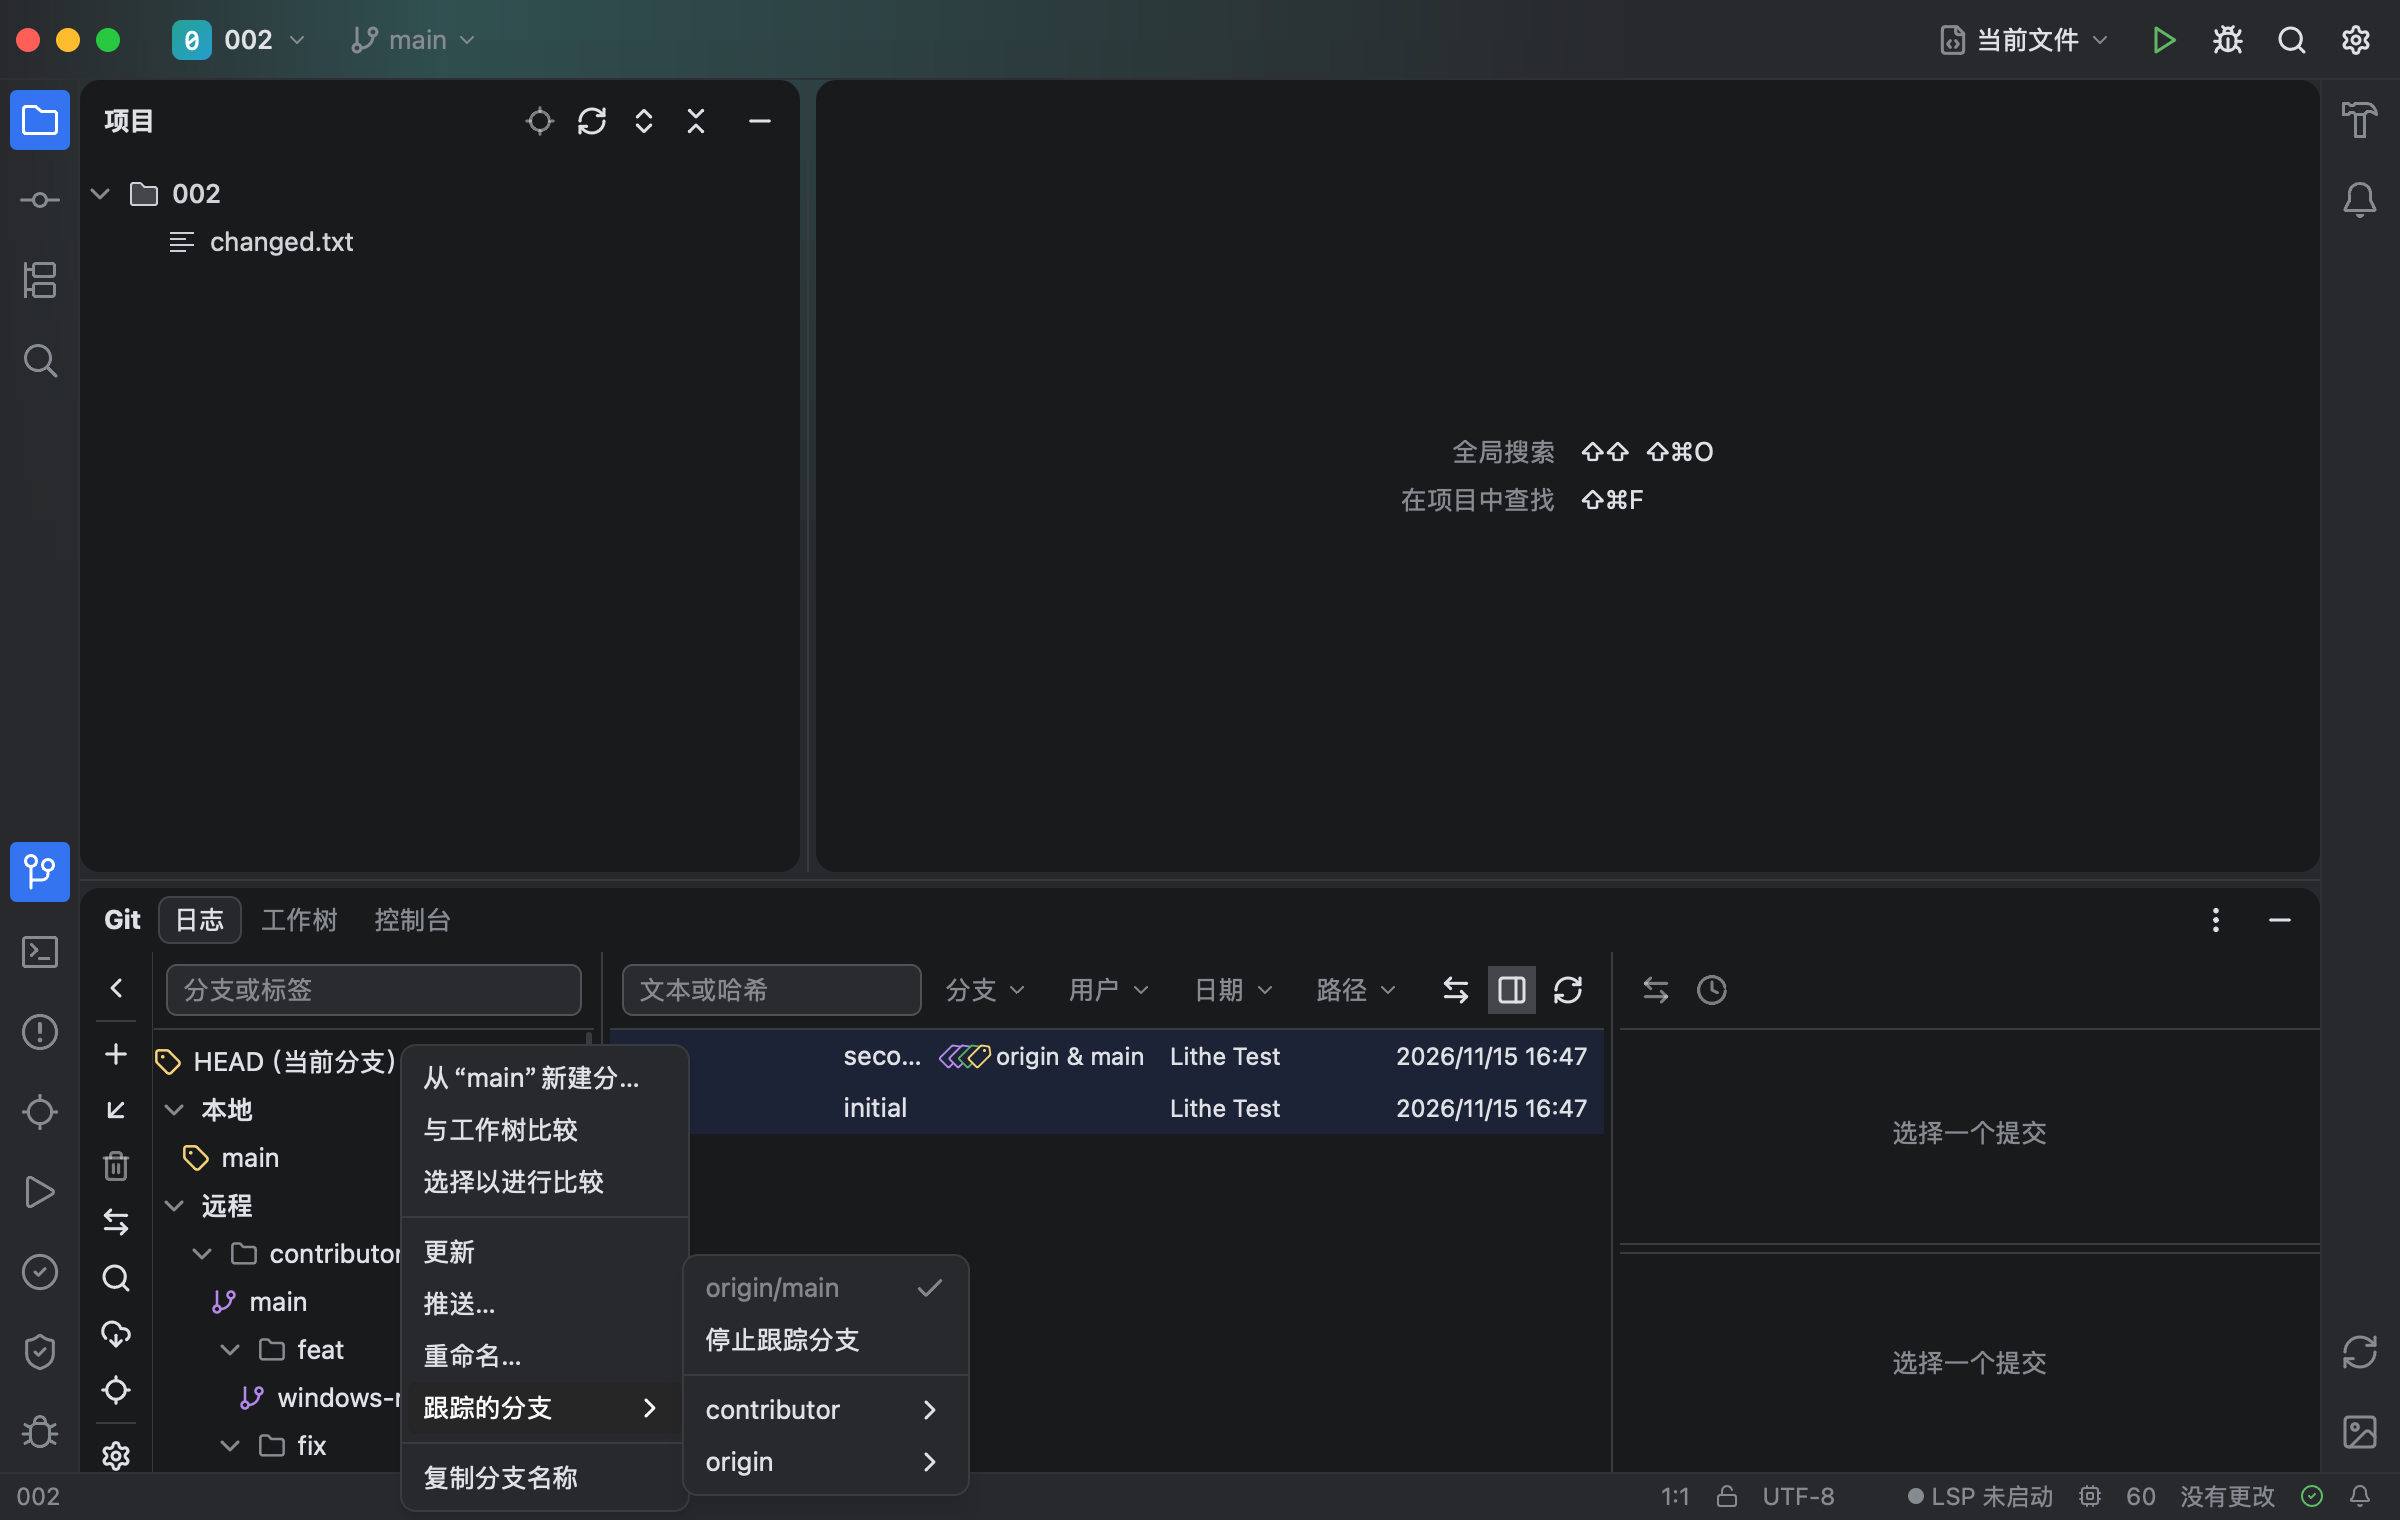 0 002 main 当前文件
项目
002
changed.txt
全局搜索 ⇧⇧ ⇧⌘O
在项目中查找 ⇧⌘F
Git 日志 工作树 控制台
分支或标签
文本或哈希 分支 用户 日期 路径
HEAD (当前分支)
本地
main
远程
contributor
main
feat
windows-
fix
从 “main” 新建分...
与工作树比较
选择以进行比较
更新
推送...
重命名...
跟踪的分支
复制分支名称
origin/main
停止跟踪分支
contributor
origin
seco... origin & main Lithe Test 2026/11/15 16:47
initial Lithe Test 2026/11/15 16:47
选择一个提交
选择一个提交
002 1:1 UTF-8 LSP 未启动 60 没有更改